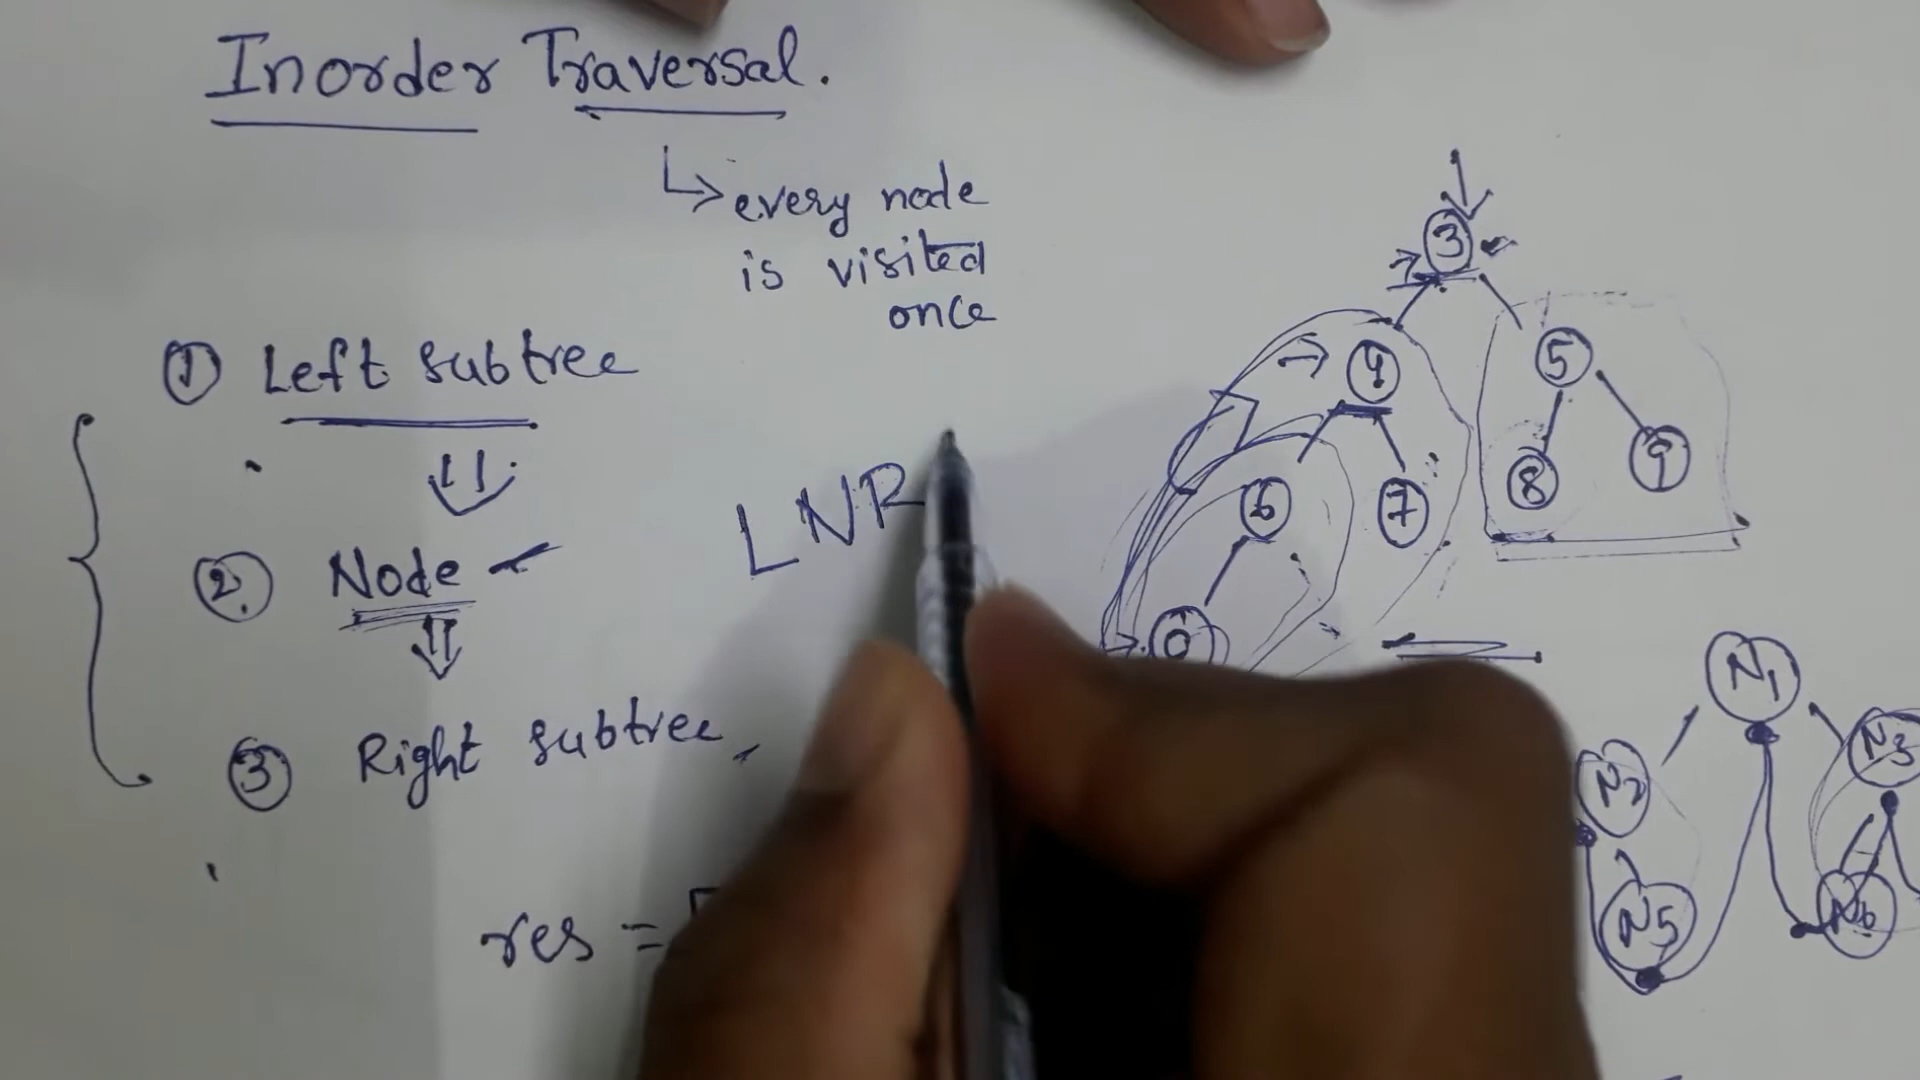 Inorder Traversal.
every node
is visited
once
① Left subtree
②. Node
③ Right subtree
LNR
res =
3
4
5
6
7
8
9
0
N1
N2
N3
N5
N6